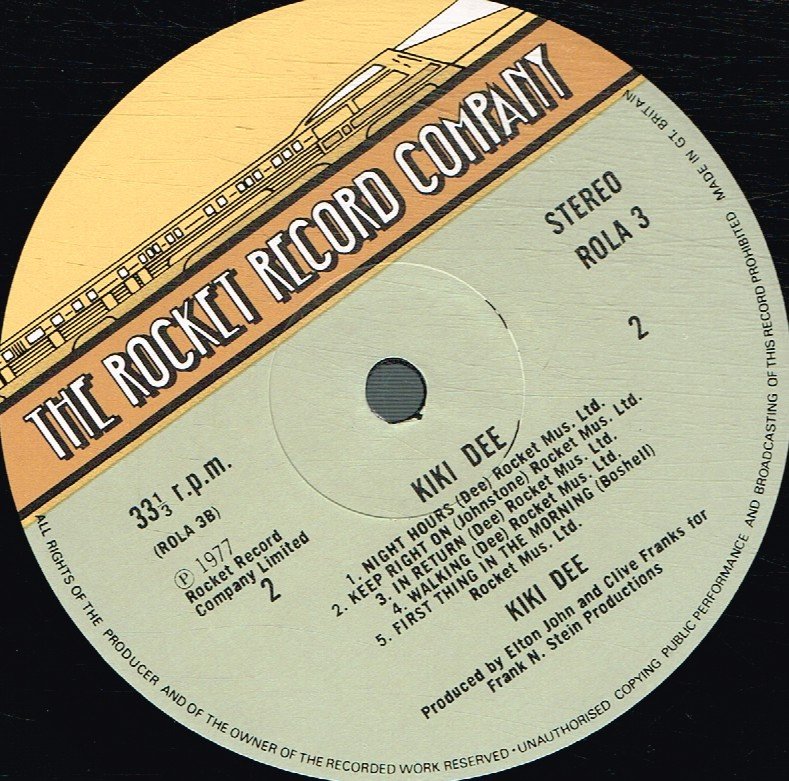 THE ROCKET RECORD COMPANY
STEREO
ROLA 3
2
33⅓ r.p.m.
(ROLA 3B)
Ⓟ 1977
Rocket Record
Company Limited
2
KIKI DEE
1. NIGHT HOURS (Dee) Rocket Mus. Ltd.
2. KEEP RIGHT ON (Johnstone) Rocket Mus. Ltd.
3. IN RETURN (Dee) Rocket Mus. Ltd.
4. WALKING (Dee) Rocket Mus. Ltd.
5. FIRST THING IN THE MORNING (Boshell)
Rocket Mus. Ltd.
KIKI DEE
Produced by Elton John and Clive Franks for
Frank N. Stein Productions
ALL RIGHTS OF THE PRODUCER AND OF THE OWNER OF THE RECORDED WORK RESERVED · UNAUTHORISED COPYING PUBLIC PERFORMANCE AND BROADCASTING OF THIS RECORD PROHIBITED MADE IN GT. BRITAIN